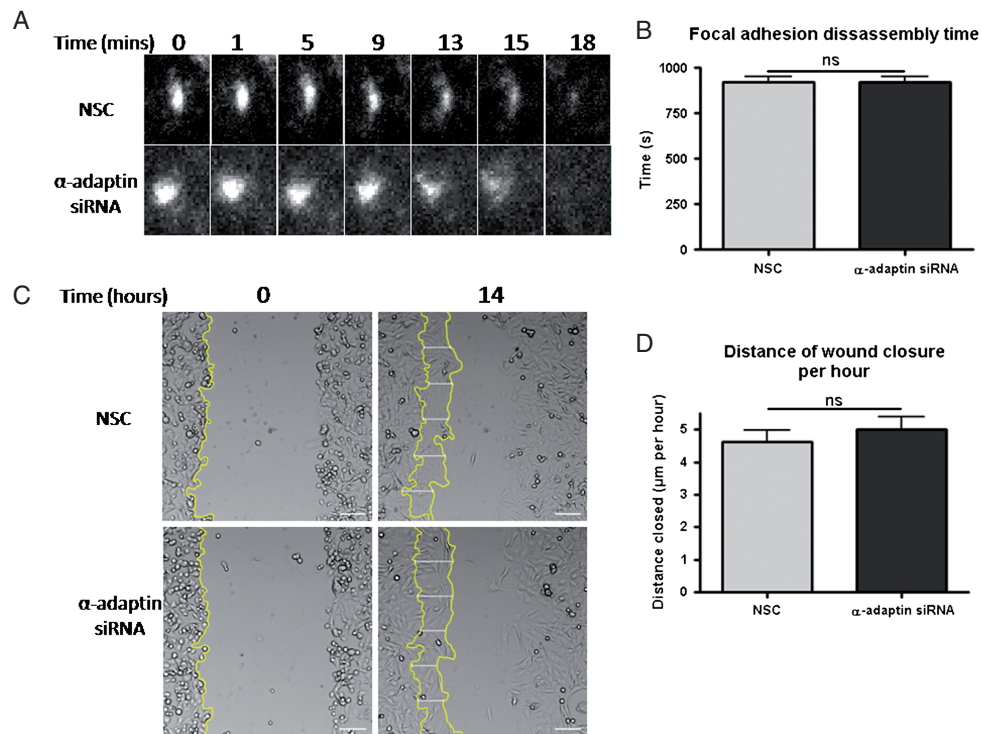 A
Time (mins) 0 1 5 9 13 15 18
NSC
α-adaptin
siRNA
B
Focal adhesion dissassembly time
ns
1000
750
500
250
0
Time (s)
NSC α-adaptin siRNA
C
Time (hours) 0 14
NSC
α-adaptin
siRNA
D
Distance of wound closure
per hour
ns
5
4
3
2
1
0
Distance closed (µm per hour)
NSC α-adaptin siRNA